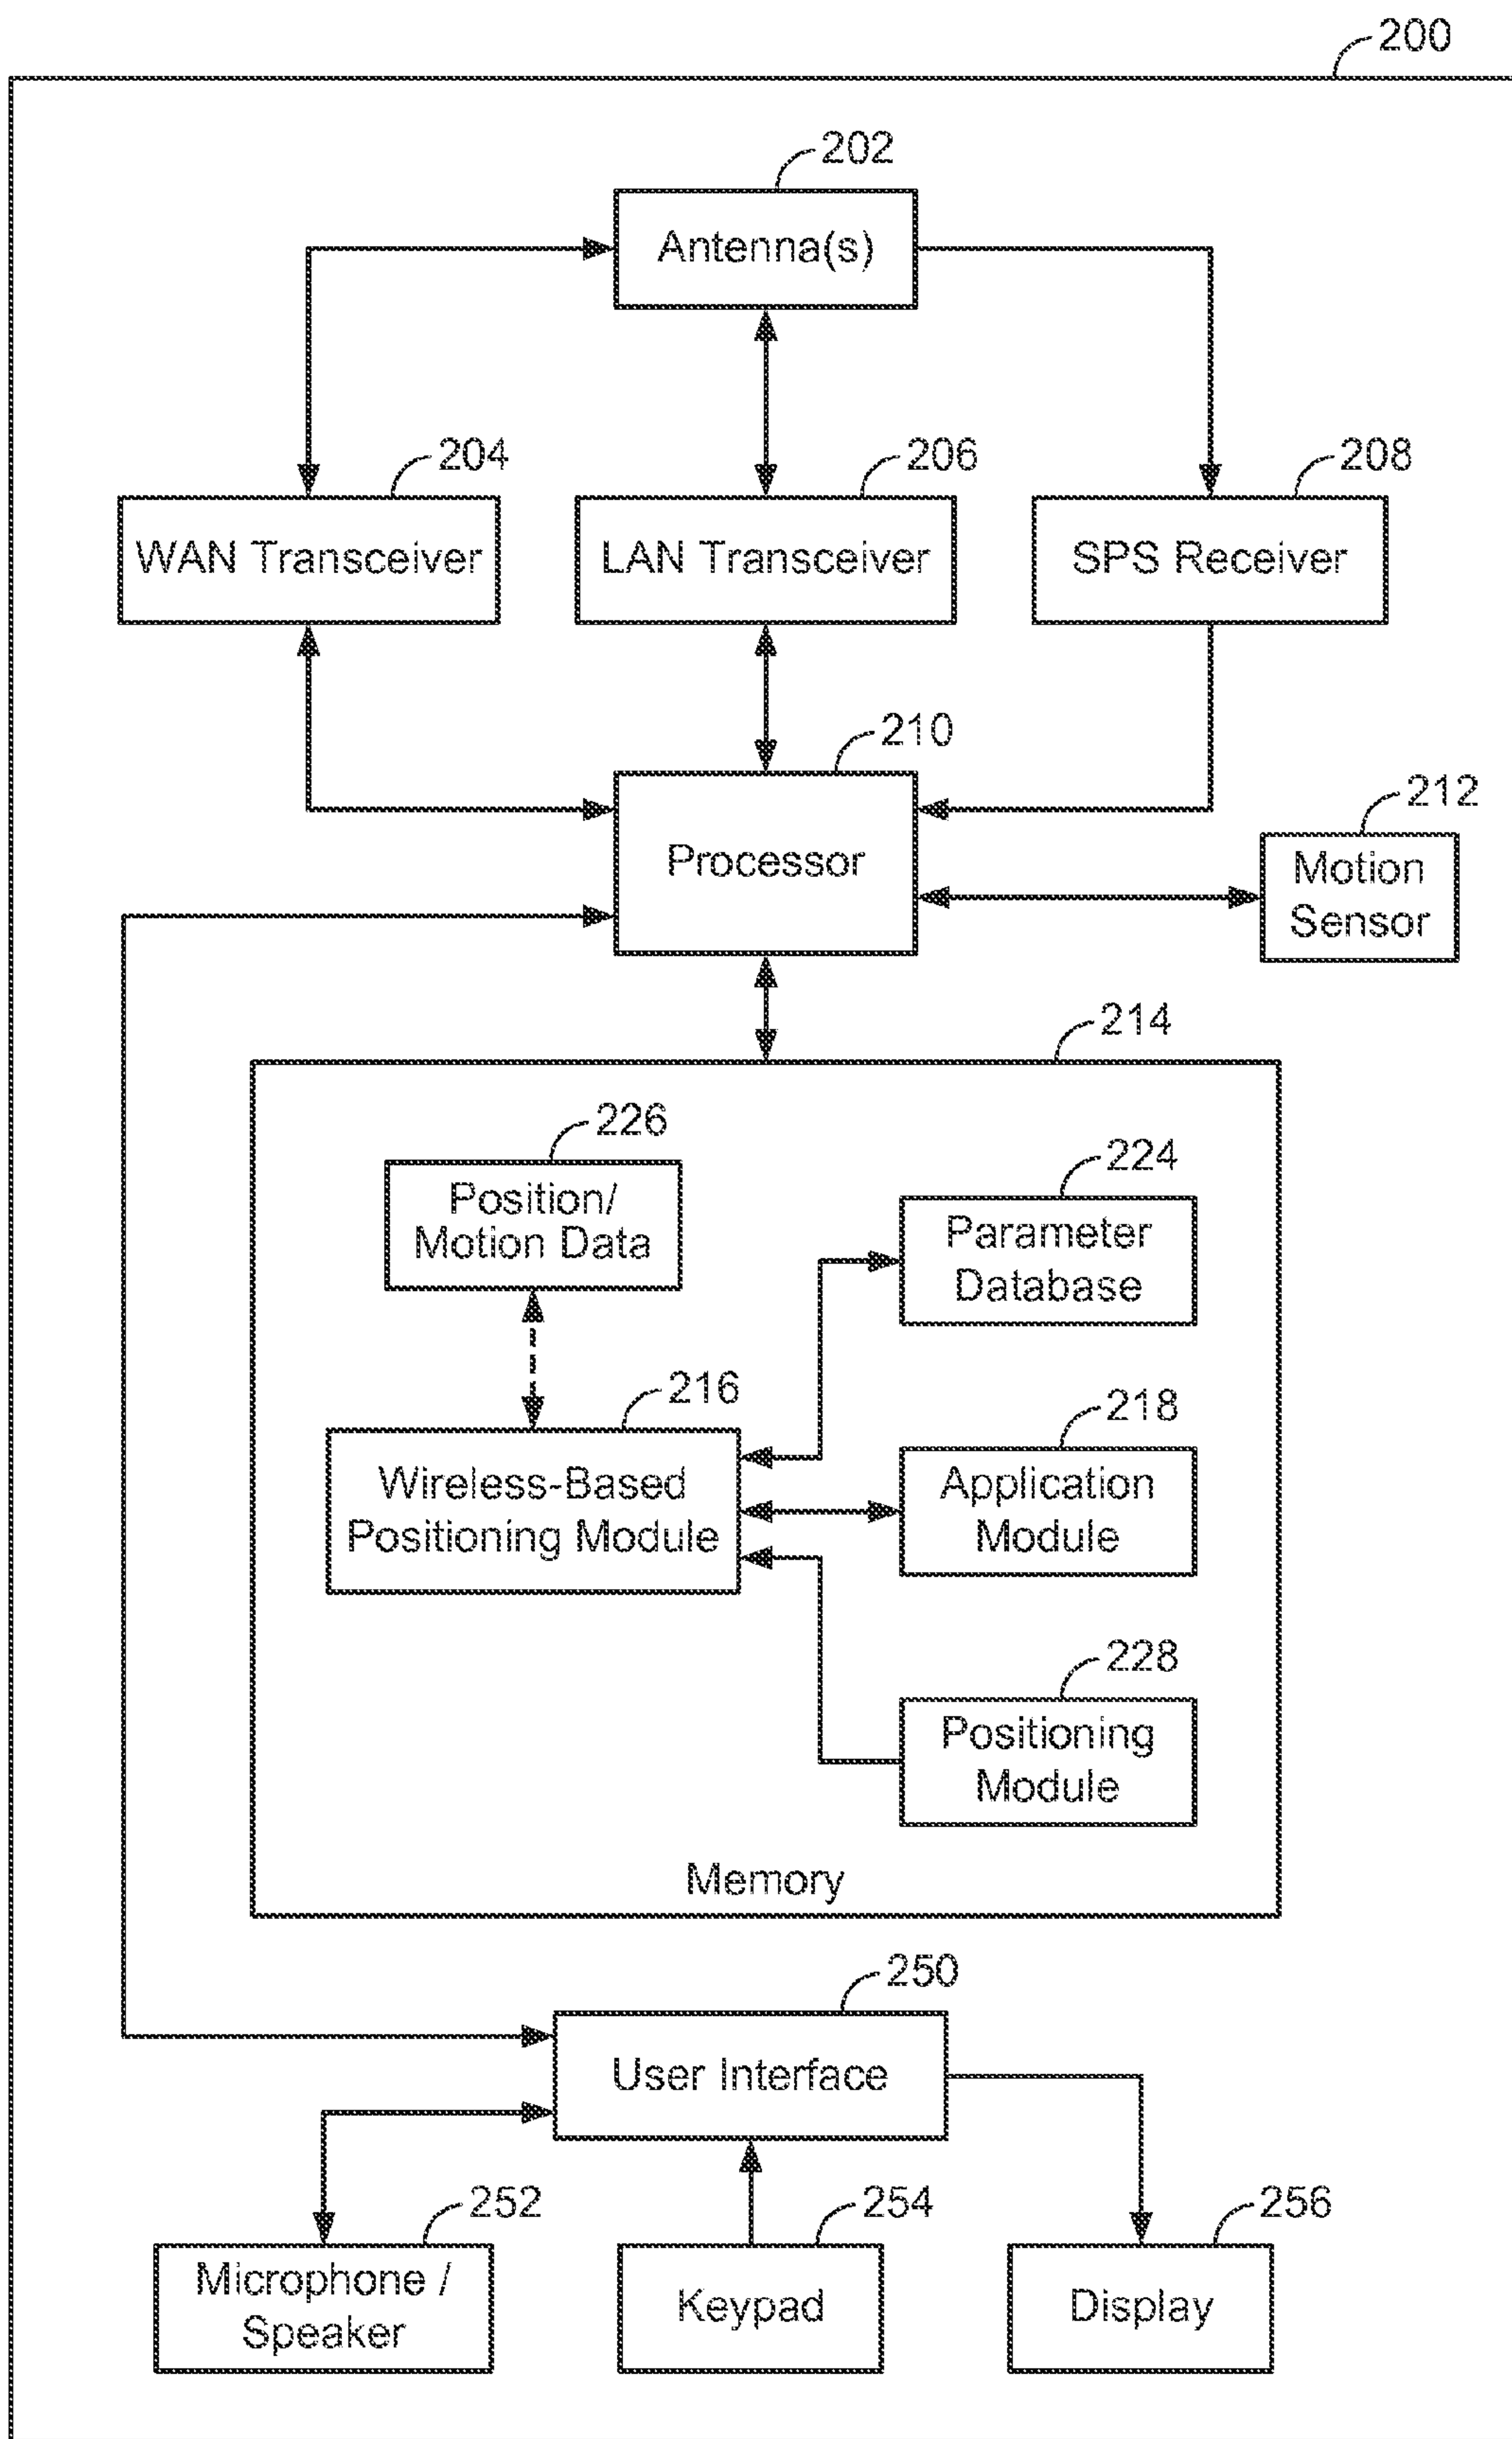 200
202
Antenna(s)
204
206
208
WAN Transceiver
LAN Transceiver
SPS Receiver
210
212
Processor
Motion
Sensor
214
226
224
Position/
Motion Data
Parameter
Database
216
218
Wireless-Based
Positioning Module
Application
Module
228
Positioning
Module
Memory
250
User Interface
252
254
256
Microphone /
Speaker
Keypad
Display